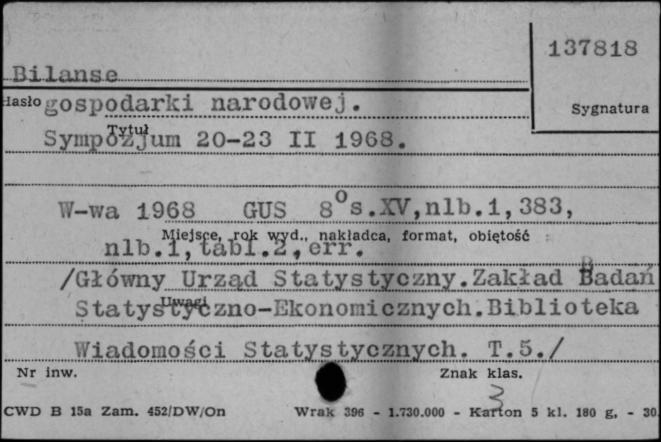 137818
Bilanse
Hasło gospodarki narodowej.
Sygnatura
Tytuł
Sympozjum 20-23 II 1968.
W-wa 1968 GUS 8° s.XV,nlb.1,383,
Miejsce, rok wyd., nakładca, format, objętość
nlb.1,tabl.2,err.
/Główny Urząd Statystyczny.Zakład Badań
Uwagi
Statystyczno-Ekonomicznych.Biblioteka
Wiadomości Statystycznych. T.5./
Nr inw.
Znak klas.
CWD B 15a Zam. 452/DW/On Wrak 396 - 1.730.000 - Karton 5 kl. 180 g, - 30.